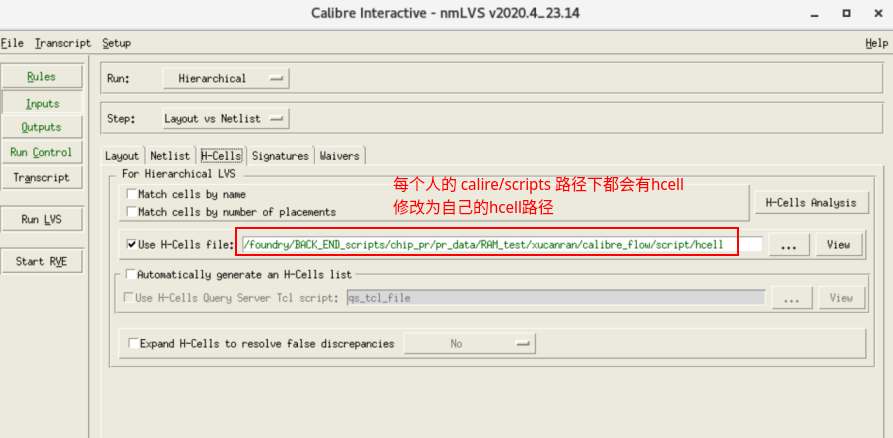 Calibre Interactive - nmLVS v2020.4_23.14
File Transcript Setup Help
Rules
Inputs
Outputs
Run Control
Transcript
Run LVS
Start RVE
Run: Hierarchical
Step: Layout vs Netlist
Layout Netlist H-Cells Signatures Waivers
For Hierarchical LVS
Match cells by name
Match cells by number of placements
每个人的 calire/scripts 路径下都会有hcell
修改为自己的hcell路径
H-Cells Analysis
Use H-Cells file: /foundry/BACK_END_scripts/chip_pr/pr_data/RAM_test/xucanran/calibre_flow/script/hcell ... View
Automatically generate an H-Cells list
Use H-Cells Query Server Tcl script: qs_tcl_file ... View
Expand H-Cells to resolve false discrepancies No